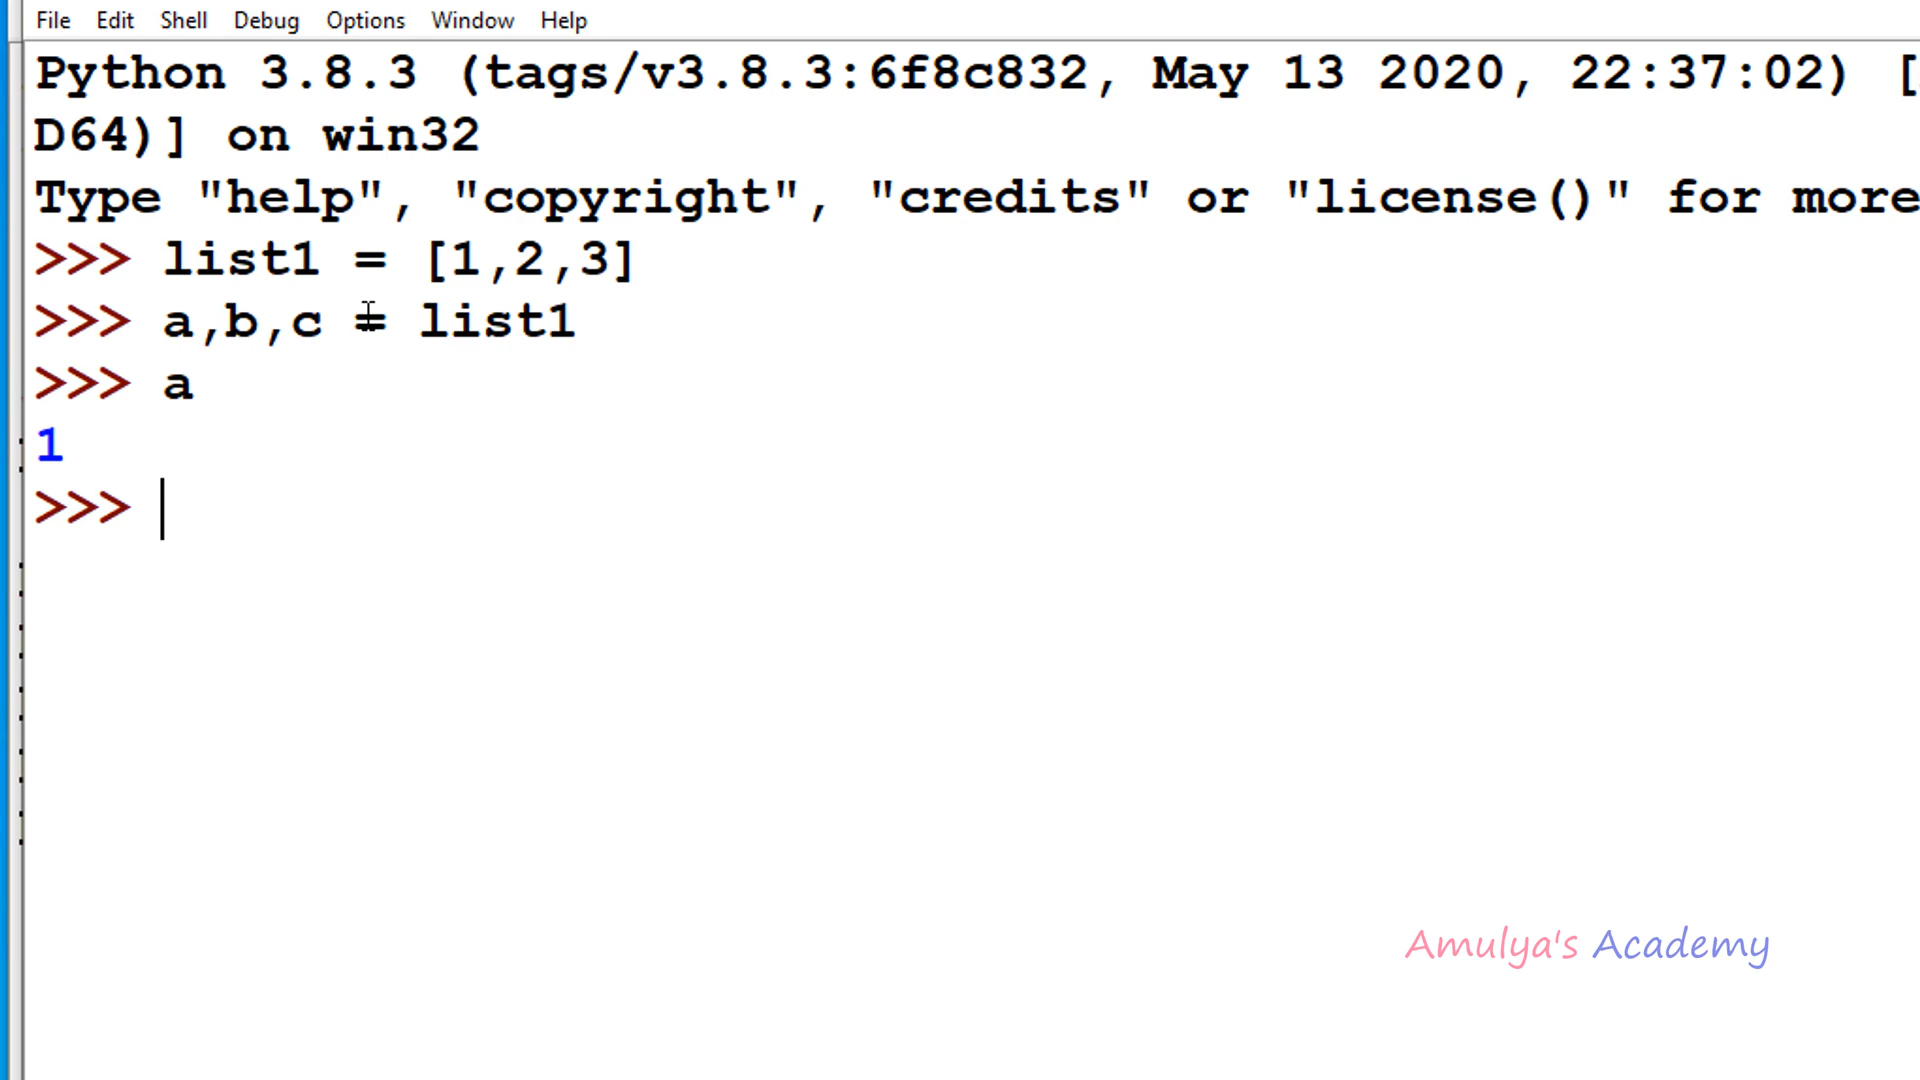 File Edit Shell Debug Options Window Help
Python 3.8.3 (tags/v3.8.3:6f8c832, May 13 2020, 22:37:02) [
D64)] on win32
Type "help", "copyright", "credits" or "license()" for more
>>> list1 = [1,2,3]
>>> a,b,c = list1
>>> a
1
>>>
Amulya's Academy